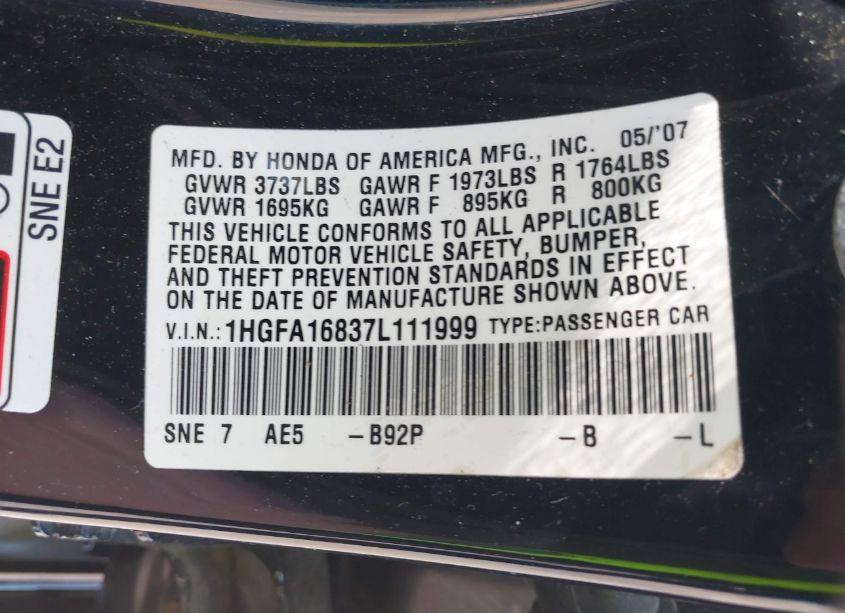 SNE E2
MFD. BY HONDA OF AMERICA MFG., INC. 05/'07
GVWR 3737LBS GAWR F 1973LBS R 1764LBS
GVWR 1695KG GAWR F 895KG R 800KG
THIS VEHICLE CONFORMS TO ALL APPLICABLE
FEDERAL MOTOR VEHICLE SAFETY, BUMPER,
AND THEFT PREVENTION STANDARDS IN EFFECT
ON THE DATE OF MANUFACTURE SHOWN ABOVE.
V.I.N.: 1HGFA16837L111999 TYPE:PASSENGER CAR
SNE 7 AE5 -B92P -B -L